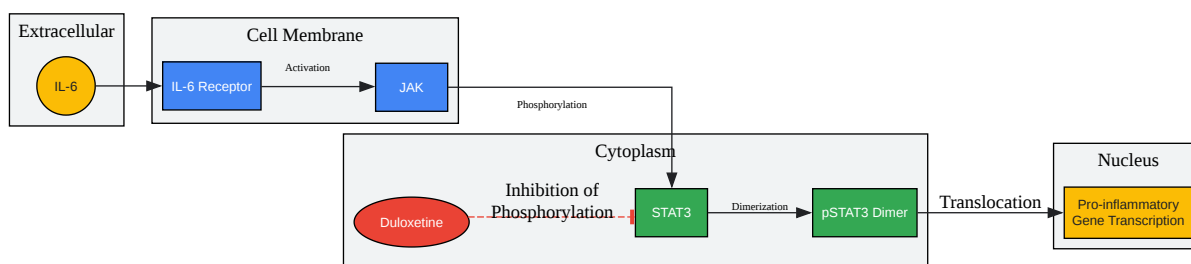 Extracellular
IL-6
Cell Membrane
IL-6 Receptor
Activation
JAK
Phosphorylation
Cytoplasm
Duloxetine
Inhibition of
Phosphorylation
STAT3
Dimerization
pSTAT3 Dimer
Translocation
Nucleus
Pro-inflammatory
Gene Transcription